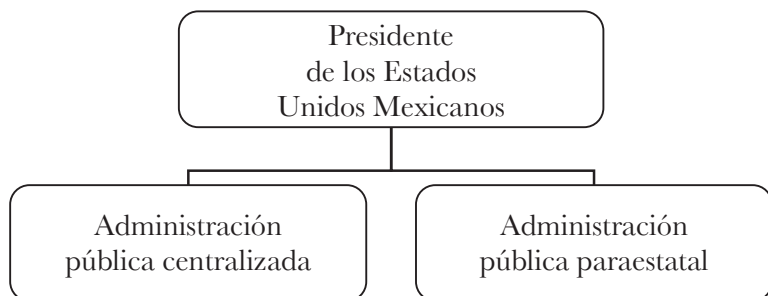 Presidente
de los Estados
Unidos Mexicanos
Administración
pública centralizada
Administración
pública paraestatal